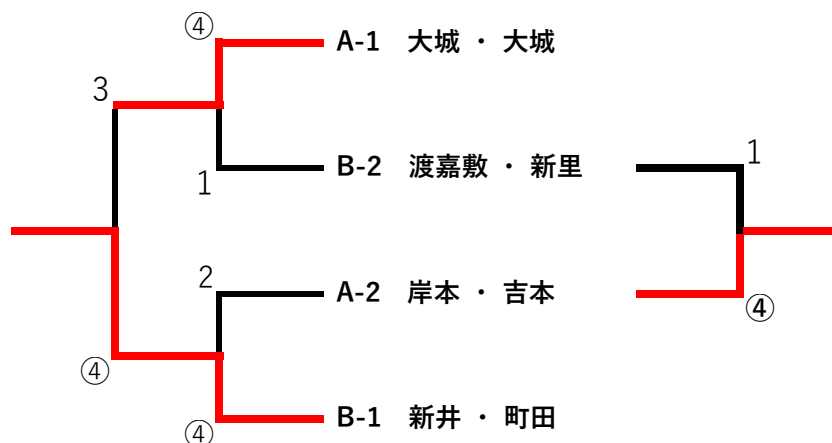 ④
A-1 大城 ・ 大城
3
1
B-2 渡嘉敷 ・ 新里
1
2
A-2 岸本 ・ 吉本
④
④
B-1 新井 ・ 町田
④